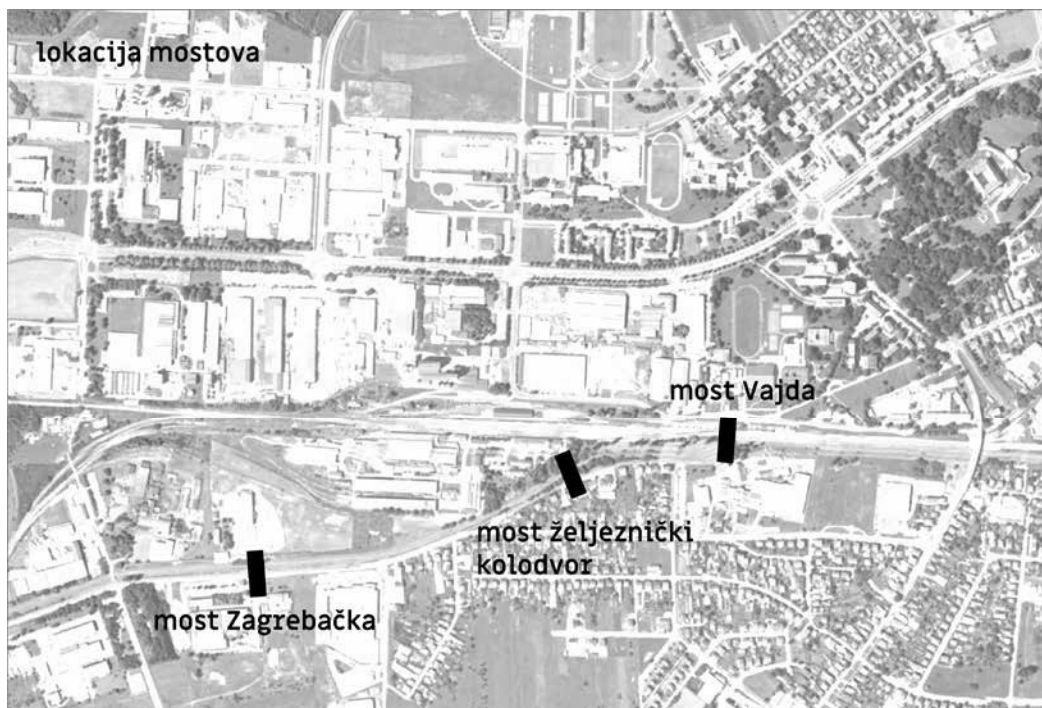 lokacija mostova
most Vajda
most željeznički
kolodvor
most Zagrebačka